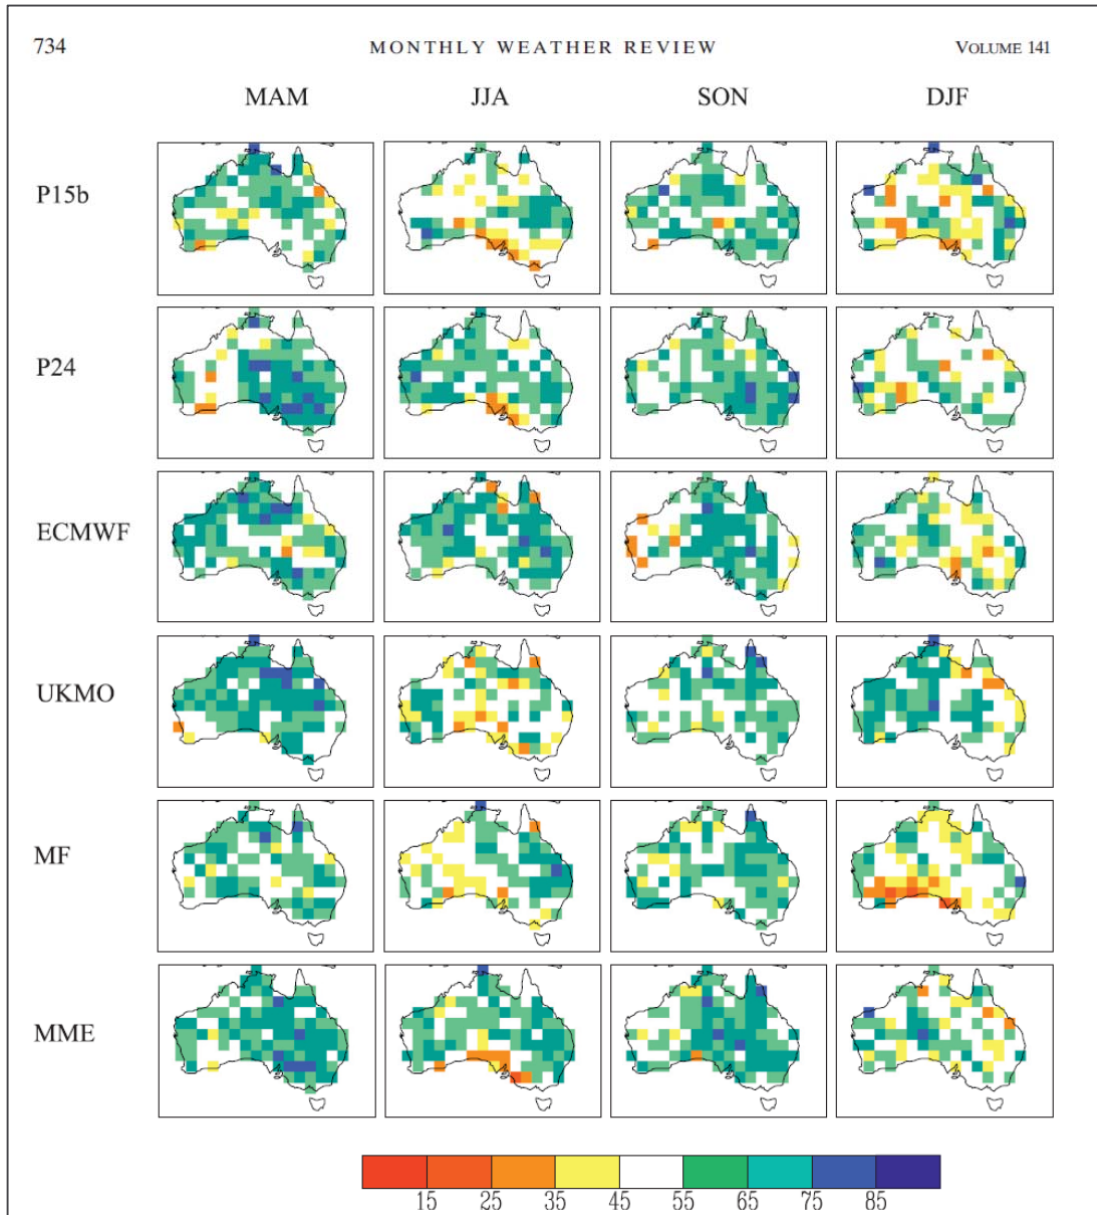 734 MONTHLY WEATHER REVIEW VOLUME 141
MAM JJA SON DJF
P15b
P24
ECMWF
UKMO
MF
MME
15 25 35 45 55 65 75 85